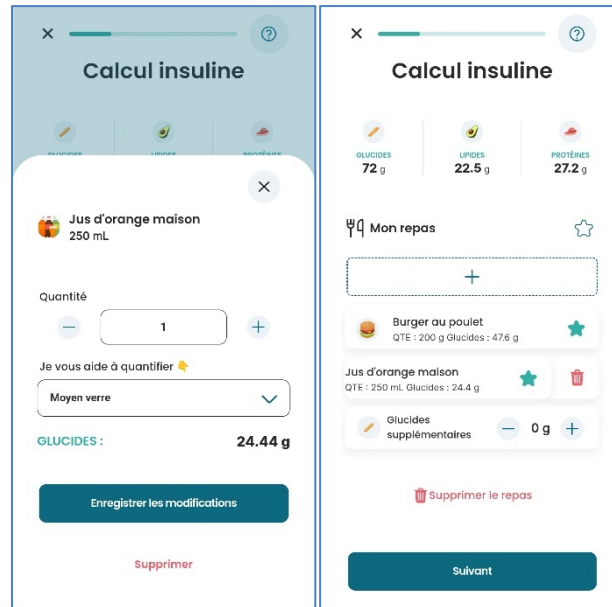 Calcul insuline
GLUCIDES LIPIDES PROTÉINES
Jus d'orange maison
250 mL
Quantité
1
Je vous aide à quantifier
Moyen verre
GLUCIDES : 24.44 g
Enregistrer les modifications
Supprimer
Calcul insuline
GLUCIDES LIPIDES PROTÉINES
72 g 22.5 g 27.2 g
Mon repas
+
Burger au poulet
QTE : 200 g Glucides : 47.6 g
Jus d'orange maison
QTE : 250 mL Glucides : 24.4 g
Glucides
supplémentaires
0 g
Supprimer le repas
Suivant